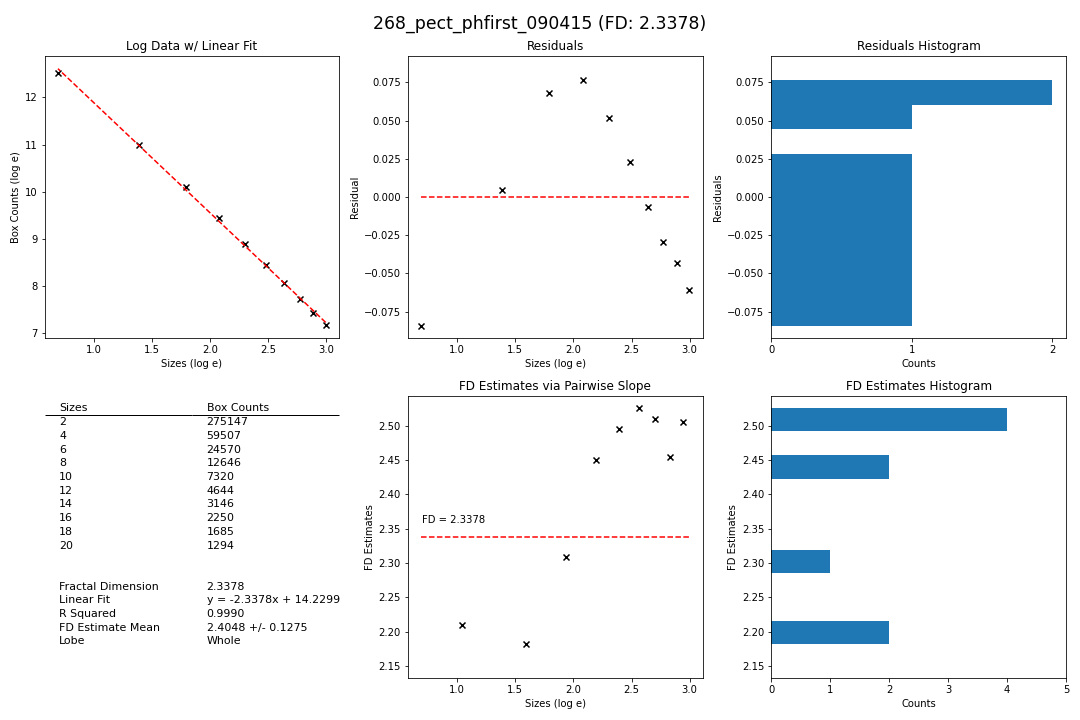 268_pect_phfirst_090415 (FD: 2.3378)
Log Data w/ Linear Fit
12
11
10
9
8
7
Box Counts (log e)
1.0 1.5 2.0 2.5 3.0
Sizes (log e)
Residuals
0.075
0.050
0.025
0.000
−0.025
−0.050
−0.075
Residual
1.0 1.5 2.0 2.5 3.0
Sizes (log e)
Residuals Histogram
0.075
0.050
0.025
0.000
−0.025
−0.050
−0.075
Residuals
0 1 2
Counts
Sizes Box Counts
2 275147
4 59507
6 24570
8 12646
10 7320
12 4644
14 3146
16 2250
18 1685
20 1294
Fractal Dimension 2.3378
Linear Fit y = -2.3378x + 14.2299
R Squared 0.9990
FD Estimate Mean 2.4048 +/- 0.1275
Lobe Whole
FD Estimates via Pairwise Slope
2.50
2.45
2.40
2.35
2.30
2.25
2.20
2.15
FD Estimates
FD = 2.3378
1.0 1.5 2.0 2.5 3.0
Sizes (log e)
FD Estimates Histogram
2.50
2.45
2.40
2.35
2.30
2.25
2.20
2.15
FD Estimates
0 1 2 3 4 5
Counts